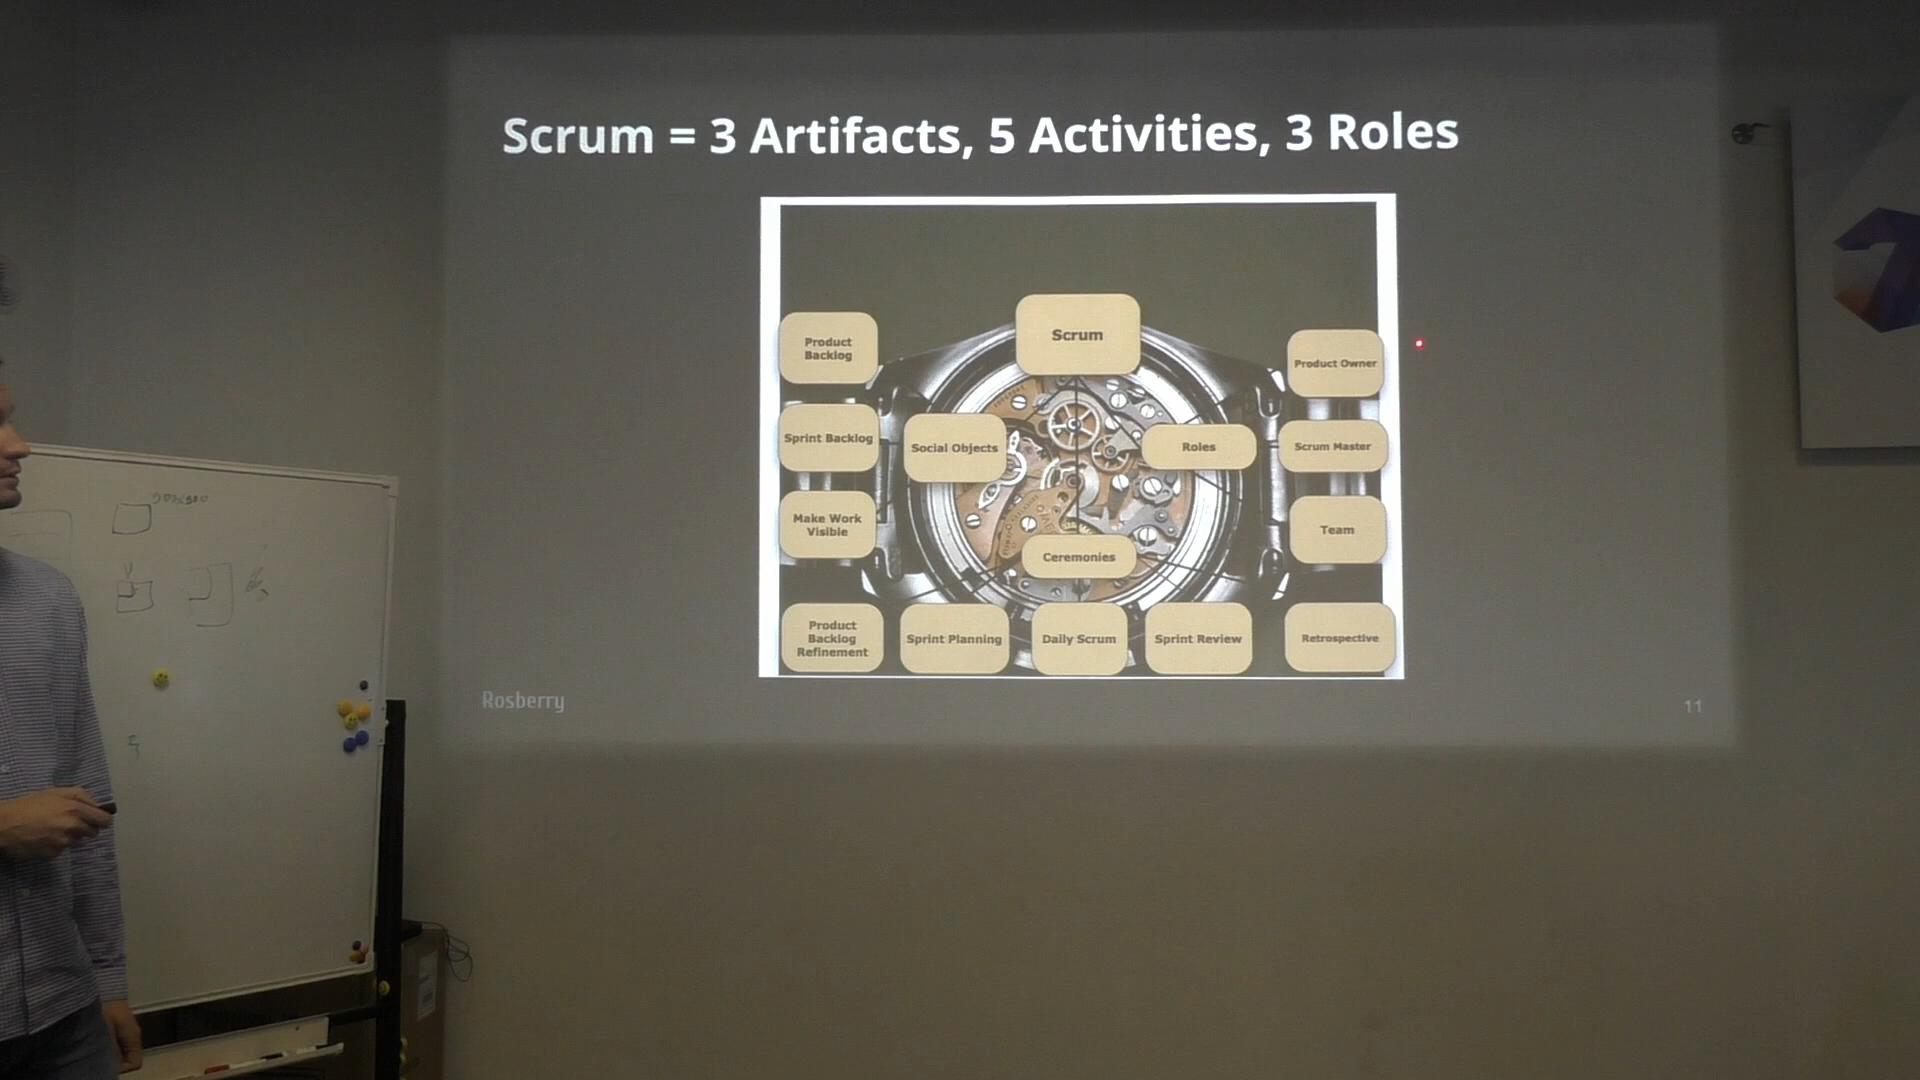 Scrum = 3 Artifacts, 5 Activities, 3 Roles
Scrum
Product
Backlog
Product Owner
Sprint Backlog
Social Objects
Roles
Scrum Master
Make Work
Visible
Team
Ceremonies
Product
Backlog
Refinement
Sprint Planning
Daily Scrum
Sprint Review
Retrospective
Rosberry
11